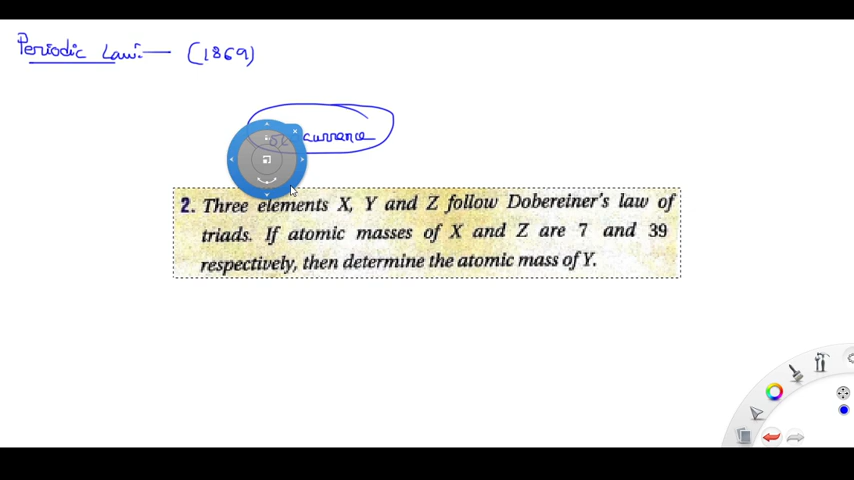 Periodic Law:— (1869)
currance
2. Three elements X, Y and Z follow Dobereiner's law of
triads. If atomic masses of X and Z are 7 and 39
respectively, then determine the atomic mass of Y.